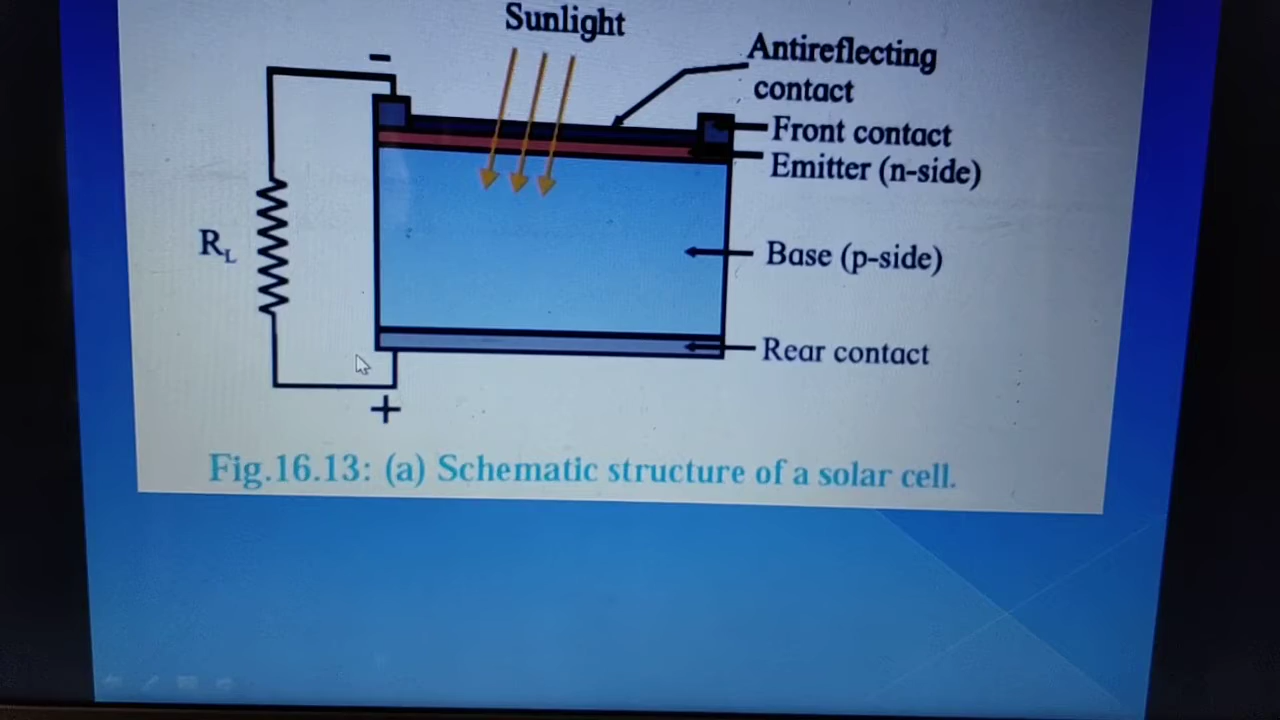 Sunlight
Antireflecting
contact
Front contact
Emitter (n-side)
Base (p-side)
Rear contact
R_L
−
+
Fig.16.13: (a) Schematic structure of a solar cell.